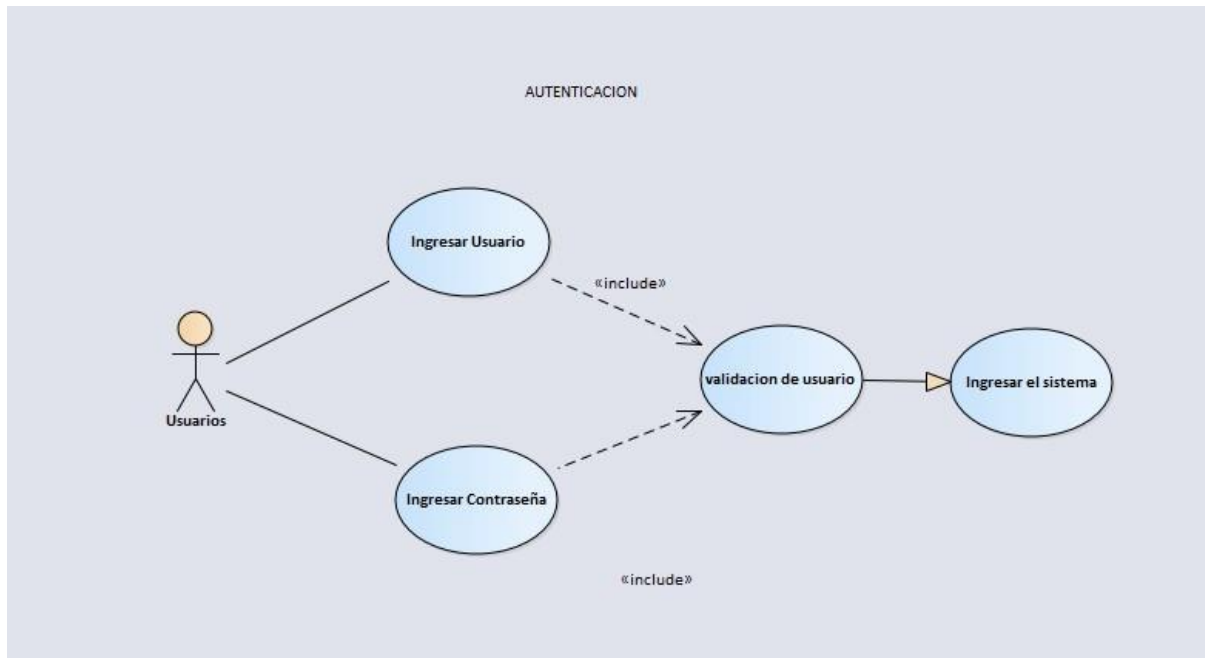 AUTENTICACION
Ingresar Usuario
«include»
validacion de usuario
Ingresar el sistema
Usuarios
Ingresar Contraseña
«include»